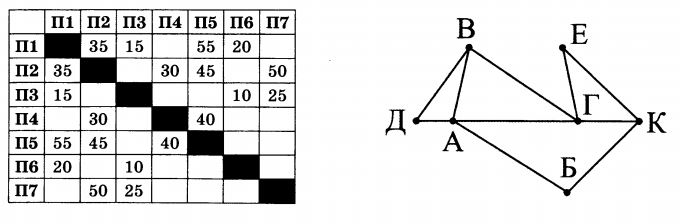 П1 П2 П3 П4 П5 П6 П7
П1 35 15 55 20
П2 35 30 45 50
П3 15 10 25
П4 30 40
П5 55 45 40
П6 20 10
П7 50 25
В Е
Д А Г К
Б